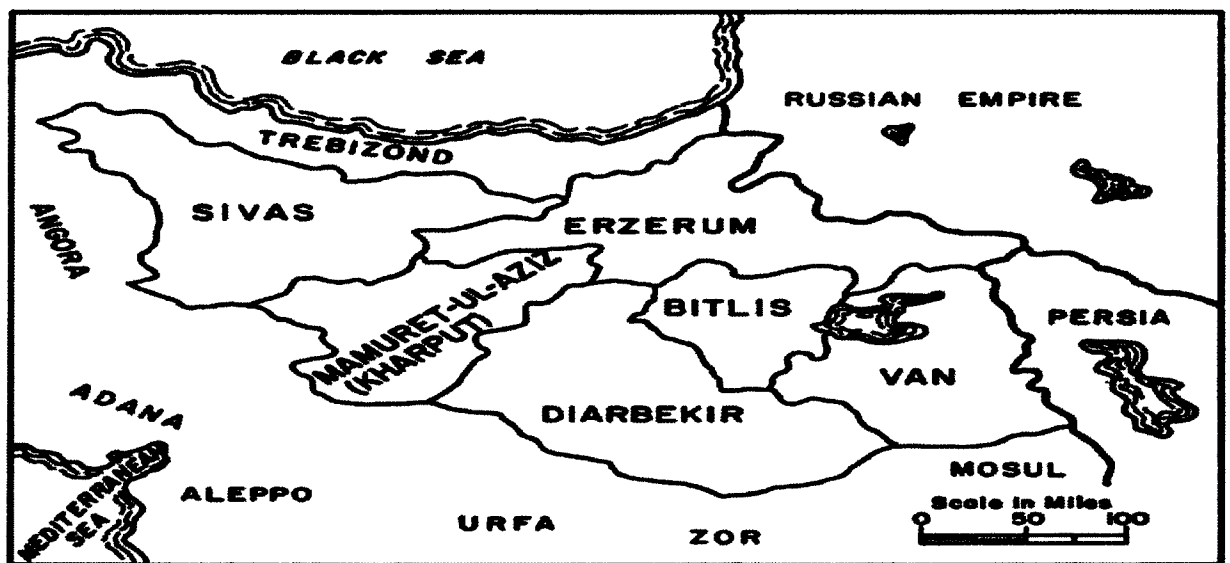 BLACK SEA
RUSSIAN EMPIRE
TREBIZOND
SIVAS
ERZERUM
ANGORA
MAMURET-UL-AZIZ
(KHARPUT)
BITLIS
PERSIA
VAN
ADANA
DIARBEKIR
MEDITERRANEAN
SEA
ALEPPO
MOSUL
URFA
ZOR
Scale in Miles
0 50 100